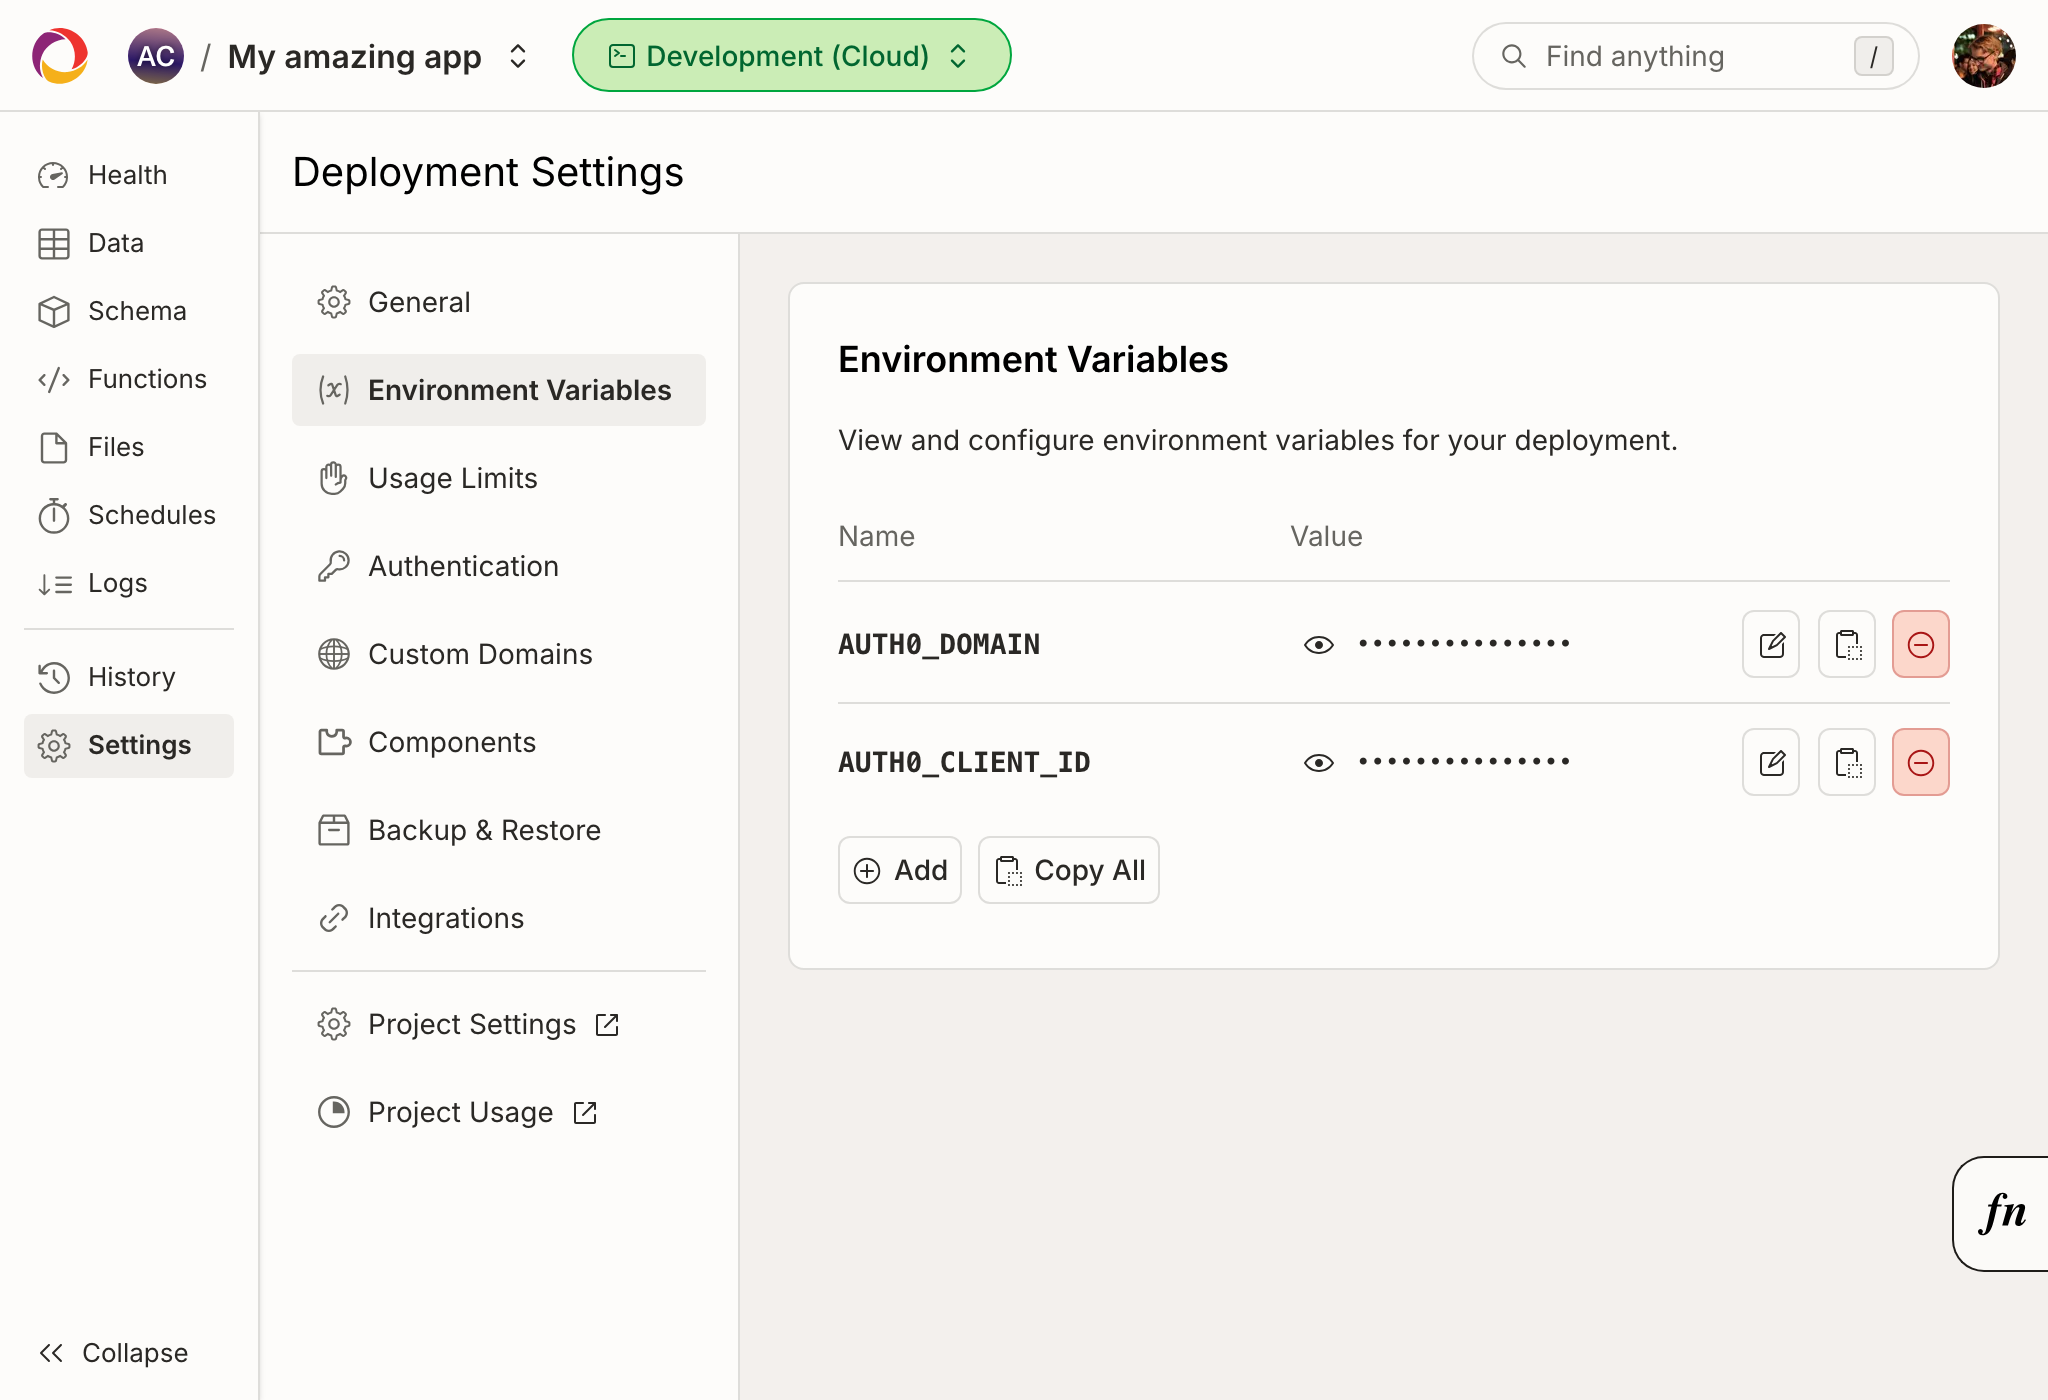 AC / My amazing app
Development (Cloud)
Find anything /
Health
Data
Schema
Functions
Files
Schedules
Logs
History
Settings
Collapse
Deployment Settings
General
(x) Environment Variables
Usage Limits
Authentication
Custom Domains
Components
Backup & Restore
Integrations
Project Settings
Project Usage
Environment Variables
View and configure environment variables for your deployment.
Name Value
AUTH0_DOMAIN •••••••••••••••
AUTH0_CLIENT_ID •••••••••••••••
Add Copy All
fn